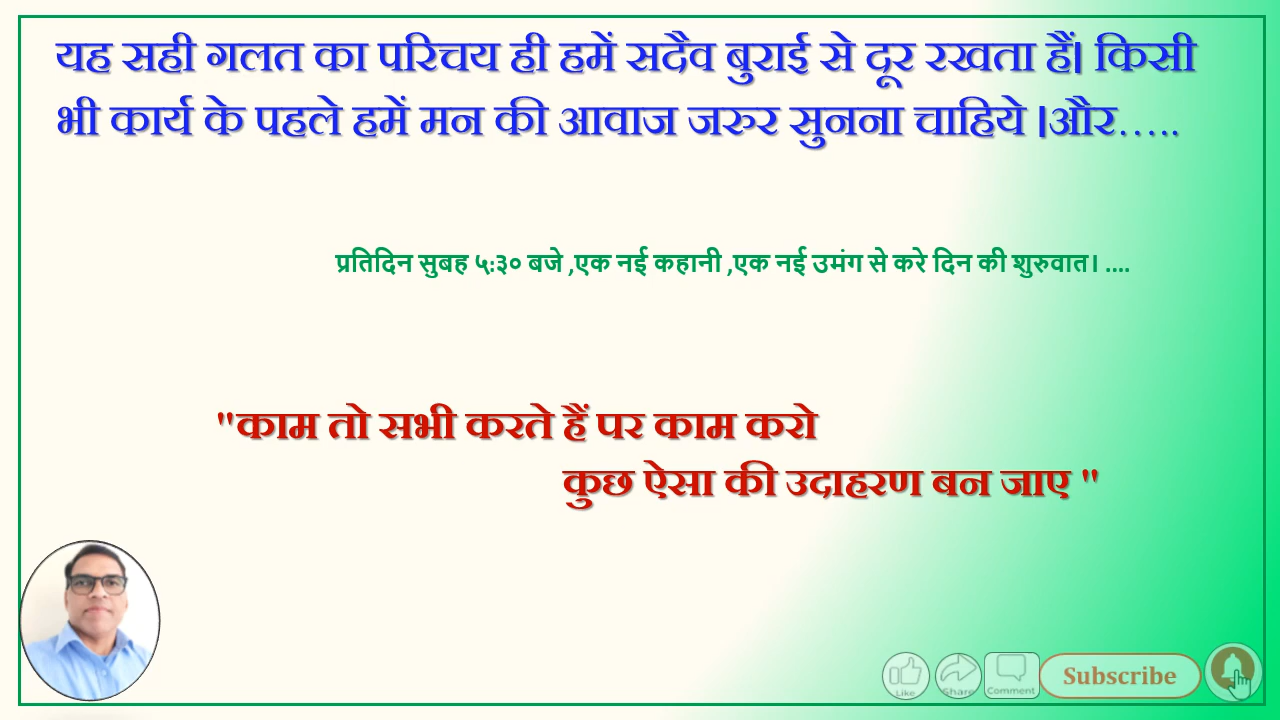 यह सही गलत का परिचय ही हमें सदैव बुराई से दूर रखता हैं| किसी
भी कार्य के पहले हमें मन की आवाज जरुर सुनना चाहिये |और…..
प्रतिदिन सुबह ५:३० बजे ,एक नई कहानी ,एक नई उमंग से करे दिन की शुरुवात। ....
"काम तो सभी करते हैं पर काम करो
कुछ ऐसा की उदाहरण बन जाए "
Like Share Comment Subscribe